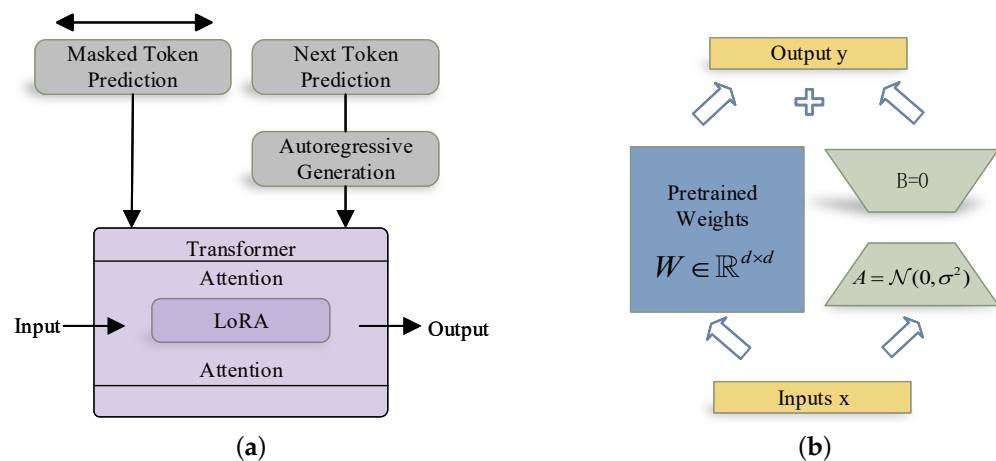 Masked Token
Prediction
Next Token
Prediction
Autoregressive
Generation
Transformer
Attention
Input
LoRA
Output
Attention
(a)
Output y
Pretrained
Weights
W ∈ ℝ^{d×d}
B=0
A = 𝒩(0, σ²)
Inputs x
(b)